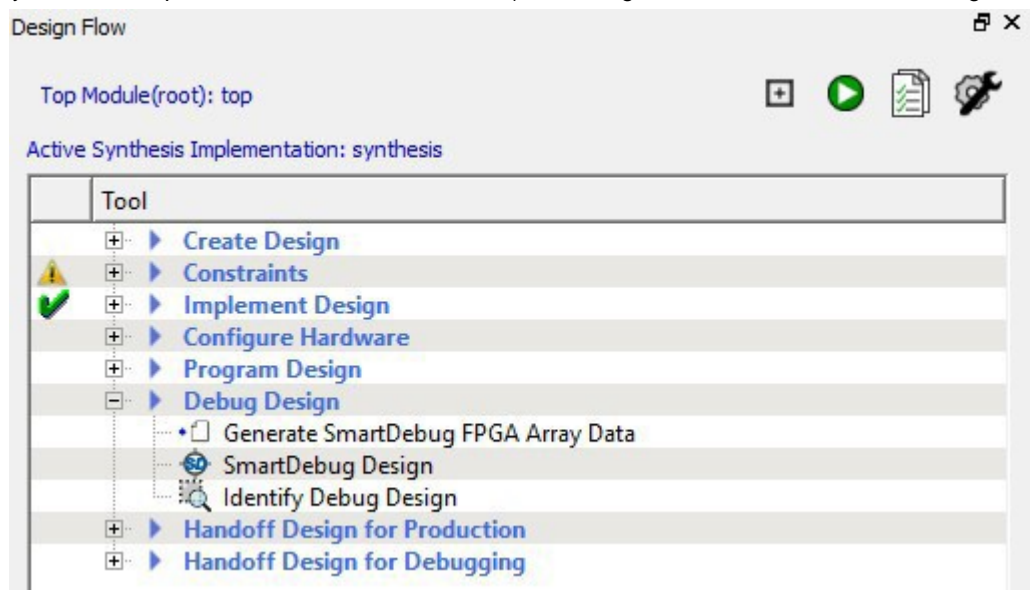 Design Flow
Top Module(root): top
Active Synthesis Implementation: synthesis
Tool
Create Design
Constraints
Implement Design
Configure Hardware
Program Design
Debug Design
Generate SmartDebug FPGA Array Data
SD SmartDebug Design
Identify Debug Design
Handoff Design for Production
Handoff Design for Debugging